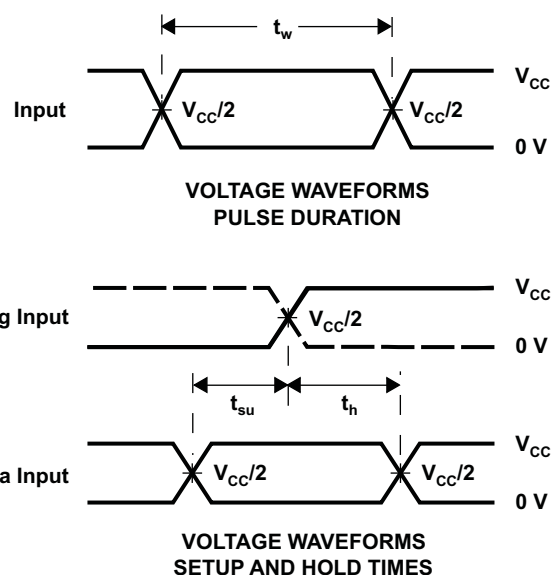 t_w
V_CC
Input
V_CC/2 V_CC/2
0 V
VOLTAGE WAVEFORMS
PULSE DURATION
V_CC
g Input
V_CC/2
0 V
t_su t_h
V_CC
a Input
V_CC/2 V_CC/2
0 V
VOLTAGE WAVEFORMS
SETUP AND HOLD TIMES